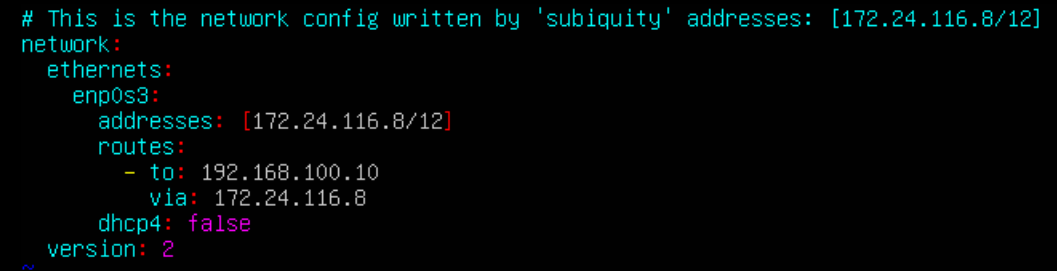 # This is the network config written by 'subiquity' addresses: [172.24.116.8/12]
network:
  ethernets:
    enp0s3:
      addresses: [172.24.116.8/12]
      routes:
        - to: 192.168.100.10
          via: 172.24.116.8
      dhcp4: false
  version: 2
~